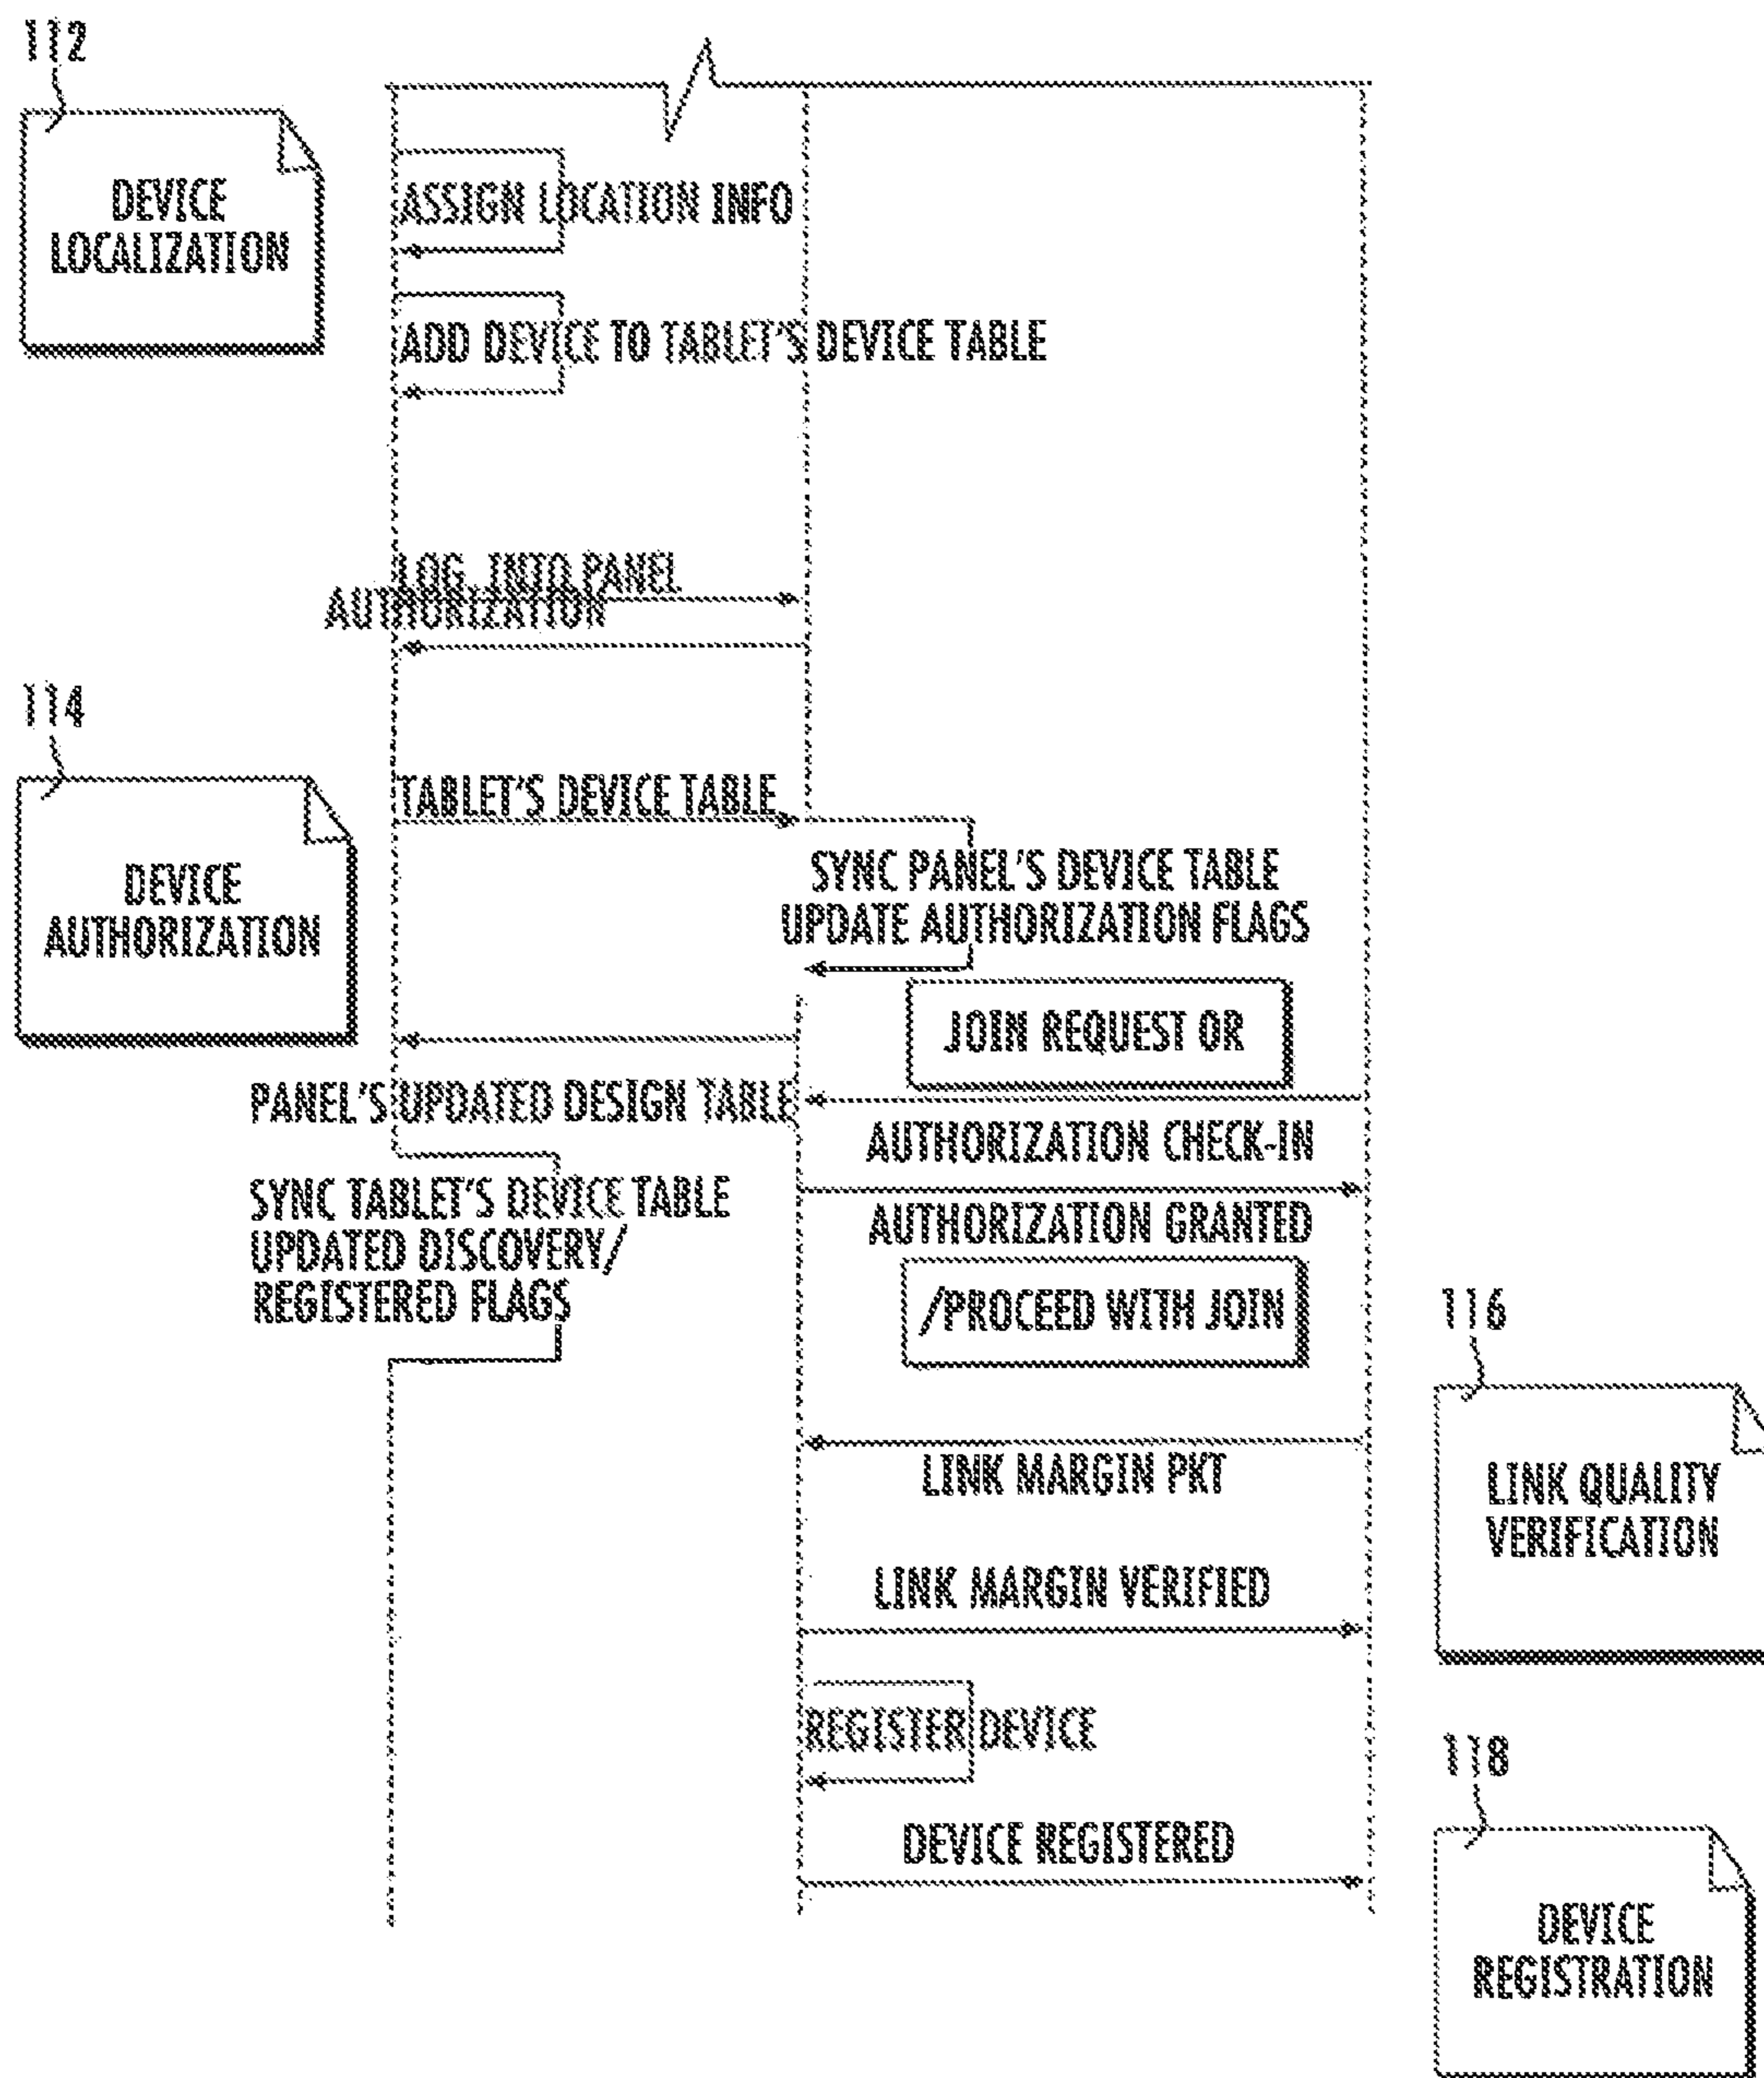 112
DEVICE
LOCALIZATION
ASSIGN LOCATION INFO
ADD DEVICE TO TABLET'S DEVICE TABLE
LOG INTO PANEL
AUTHORIZATION
114
DEVICE
AUTHORIZATION
TABLET'S DEVICE TABLE
SYNC PANEL'S DEVICE TABLE
UPDATE AUTHORIZATION FLAGS
JOIN REQUEST OR
PANEL'S UPDATED DESIGN TABLE
AUTHORIZATION CHECK-IN
SYNC TABLET'S DEVICE TABLE
UPDATED DISCOVERY/
REGISTERED FLAGS
AUTHORIZATION GRANTED
/PROCEED WITH JOIN
116
LINK QUALITY
VERIFICATION
LINK MARGIN PKT
LINK MARGIN VERIFIED
REGISTER DEVICE
118
DEVICE
REGISTRATION
DEVICE REGISTERED